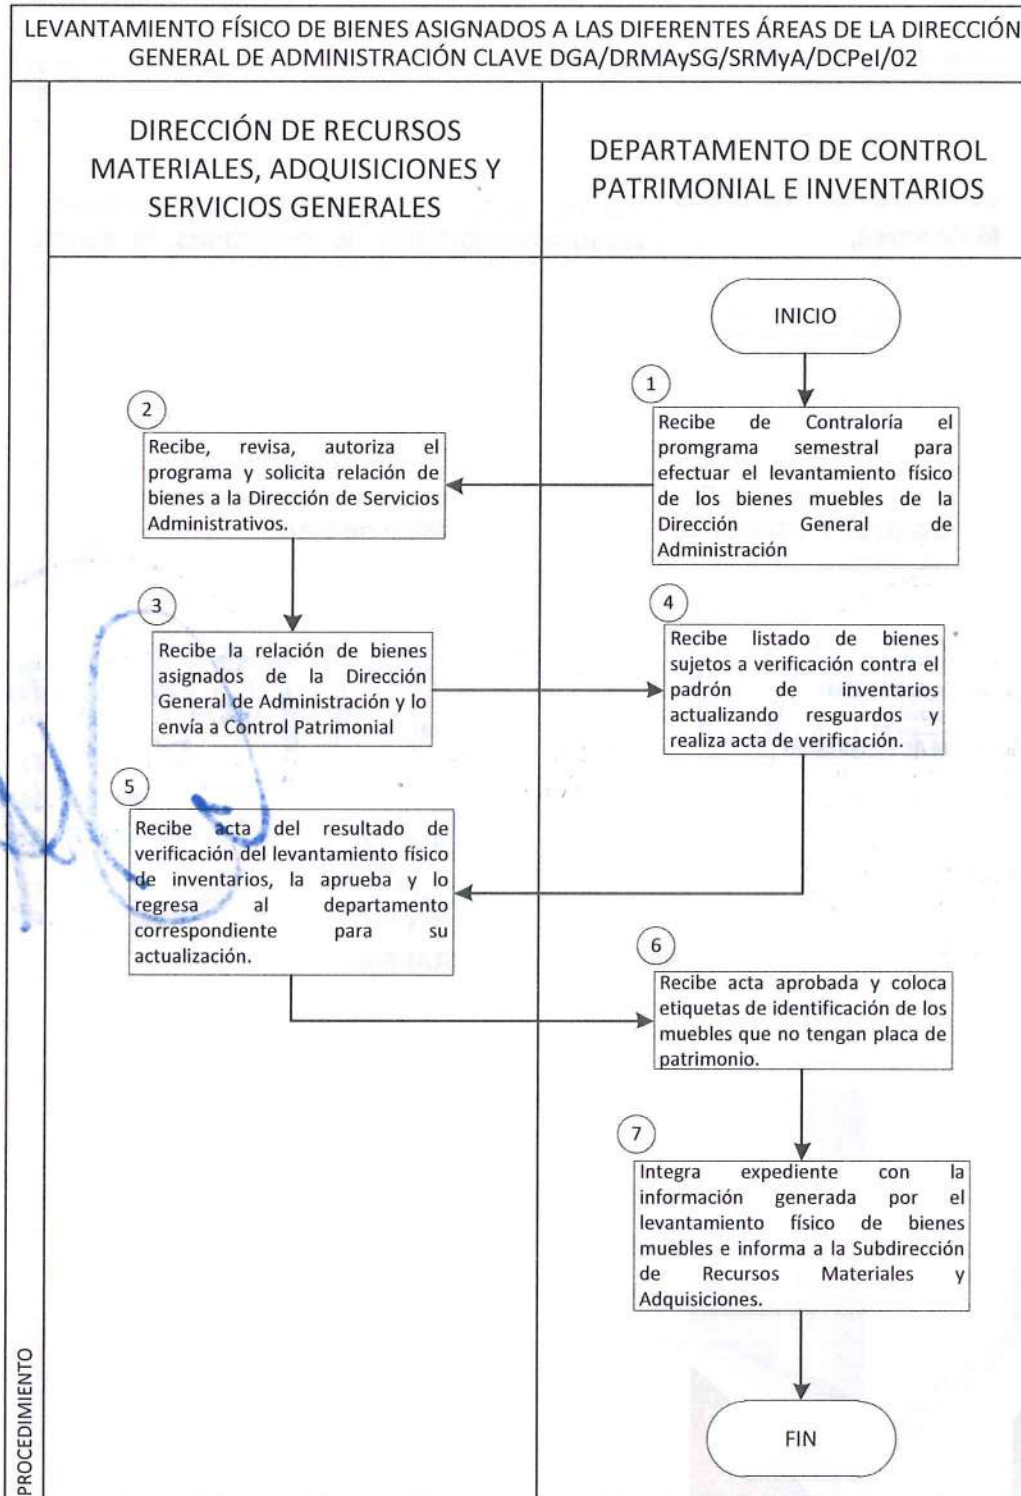 LEVANTAMIENTO FÍSICO DE BIENES ASIGNADOS A LAS DIFERENTES ÁREAS DE LA DIRECCIÓN
GENERAL DE ADMINISTRACIÓN CLAVE DGA/DRMAySG/SRMyA/DCPeI/02
DIRECCIÓN DE RECURSOS
MATERIALES, ADQUISICIONES Y
SERVICIOS GENERALES
DEPARTAMENTO DE CONTROL
PATRIMONIAL E INVENTARIOS
INICIO
1
Recibe de Contraloría el
promgrama semestral para
efectuar el levantamiento físico
de los bienes muebles de la
Dirección General de
Administración
2
Recibe, revisa, autoriza el
programa y solicita relación de
bienes a la Dirección de Servicios
Administrativos.
3
Recibe la relación de bienes
asignados de la Dirección
General de Administración y lo
envía a Control Patrimonial
4
Recibe listado de bienes
sujetos a verificación contra el
padrón de inventarios
actualizando resguardos y
realiza acta de verificación.
5
Recibe acta del resultado de
verificación del levantamiento físico
de inventarios, la aprueba y lo
regresa al departamento
correspondiente para su
actualización.
6
Recibe acta aprobada y coloca
etiquetas de identificación de los
muebles que no tengan placa de
patrimonio.
7
Integra expediente con la
información generada por el
levantamiento físico de bienes
muebles e informa a la Subdirección
de Recursos Materiales y
Adquisiciones.
FIN
PROCEDIMIENTO